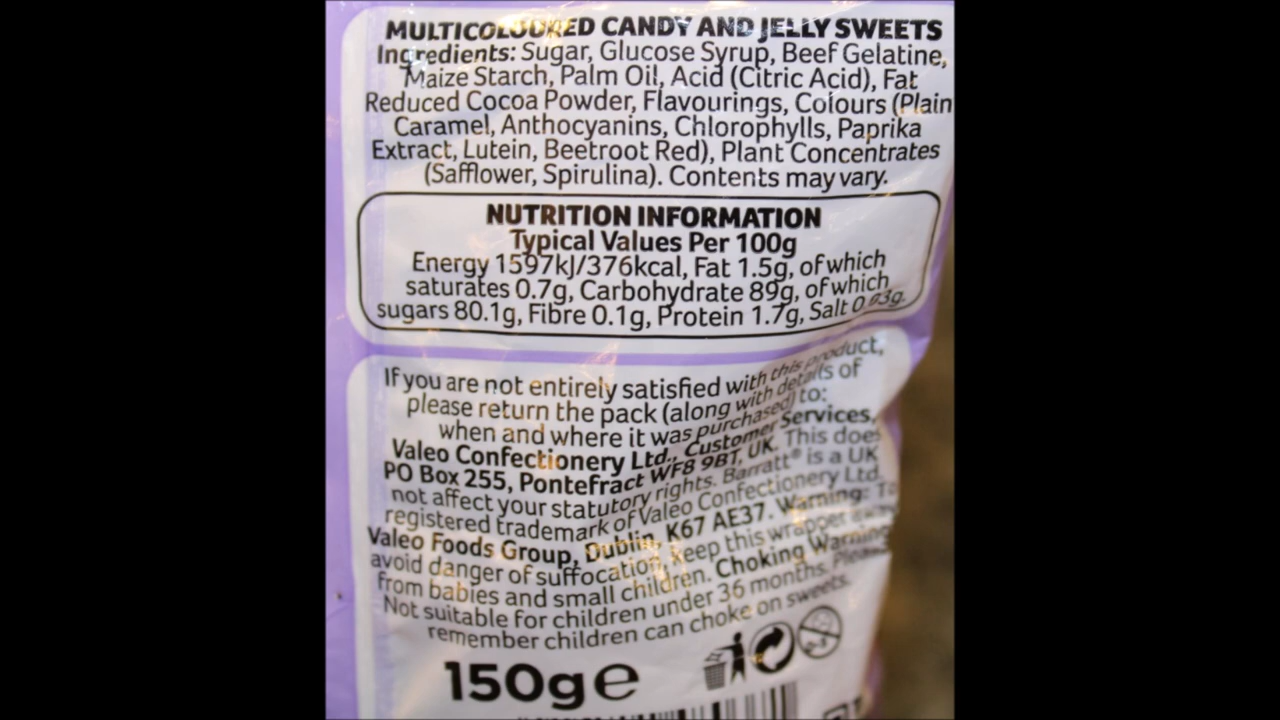 MULTICOLOURED CANDY AND JELLY SWEETS
Ingredients: Sugar, Glucose Syrup, Beef Gelatine,
Maize Starch, Palm Oil, Acid (Citric Acid), Fat
Reduced Cocoa Powder, Flavourings, Colours (Plain
Caramel, Anthocyanins, Chlorophylls, Paprika
Extract, Lutein, Beetroot Red), Plant Concentrates
(Safflower, Spirulina). Contents may vary.
NUTRITION INFORMATION
Typical Values Per 100g
Energy 1597kJ/376kcal, Fat 1.5g, of which
saturates 0.7g, Carbohydrate 89g, of which
sugars 80.1g, Fibre 0.1g, Protein 1.7g, Salt
If you are not entirely satisfied with this product,
please return the pack (along with details of
when and where it was purchased) to:
Valeo Confectionery Ltd., Customer Services,
PO Box 255, Pontefract WF8 9BT, UK. This does
not affect your statutory rights. Barratt® is a UK
registered trademark of Valeo Confectionery Ltd.
Valeo Foods Group, Dublin, K67 AE37. Warning: To
avoid danger of suffocation, keep this wrapper away
from babies and small children. Choking Warning
Not suitable for children under 36 months. Please
remember children can choke on sweets.
150g e